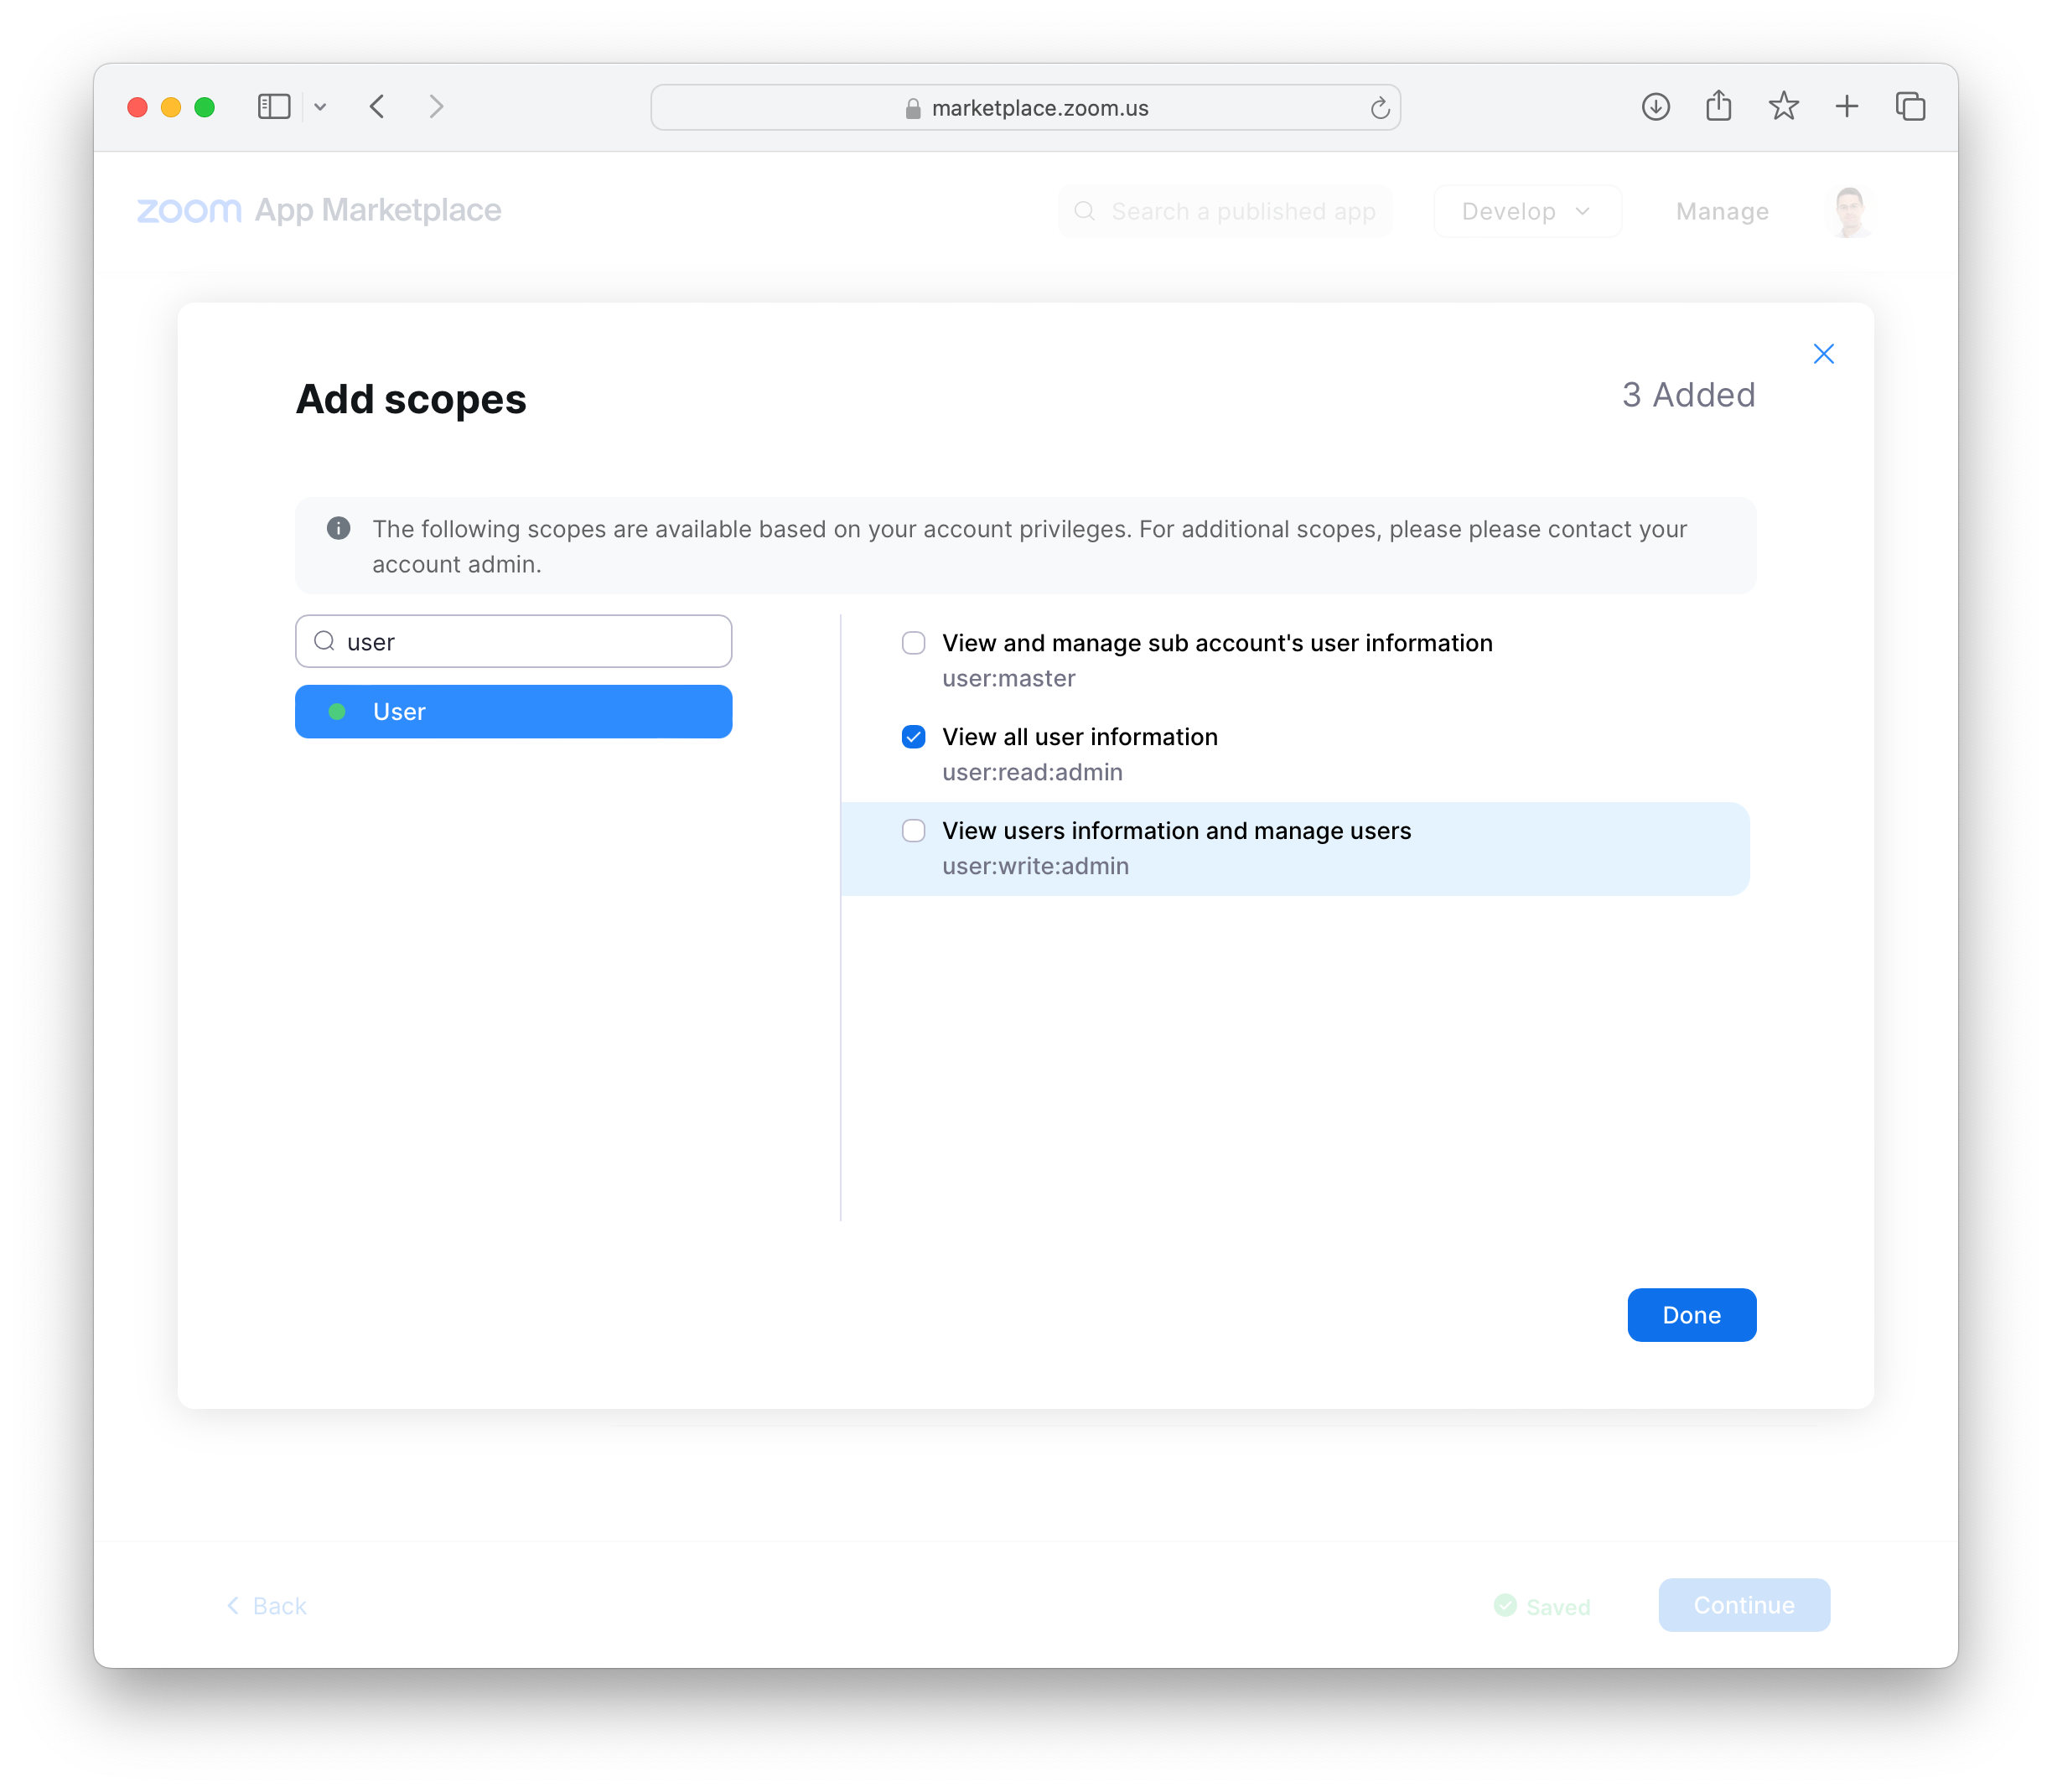 marketplace.zoom.us
zoom App Marketplace
Search a published app
Develop
Manage
Add scopes
3 Added
The following scopes are available based on your account privileges. For additional scopes, please please contact your
account admin.
user
User
View and manage sub account's user information
user:master
View all user information
user:read:admin
View users information and manage users
user:write:admin
Done
Back
Saved
Continue